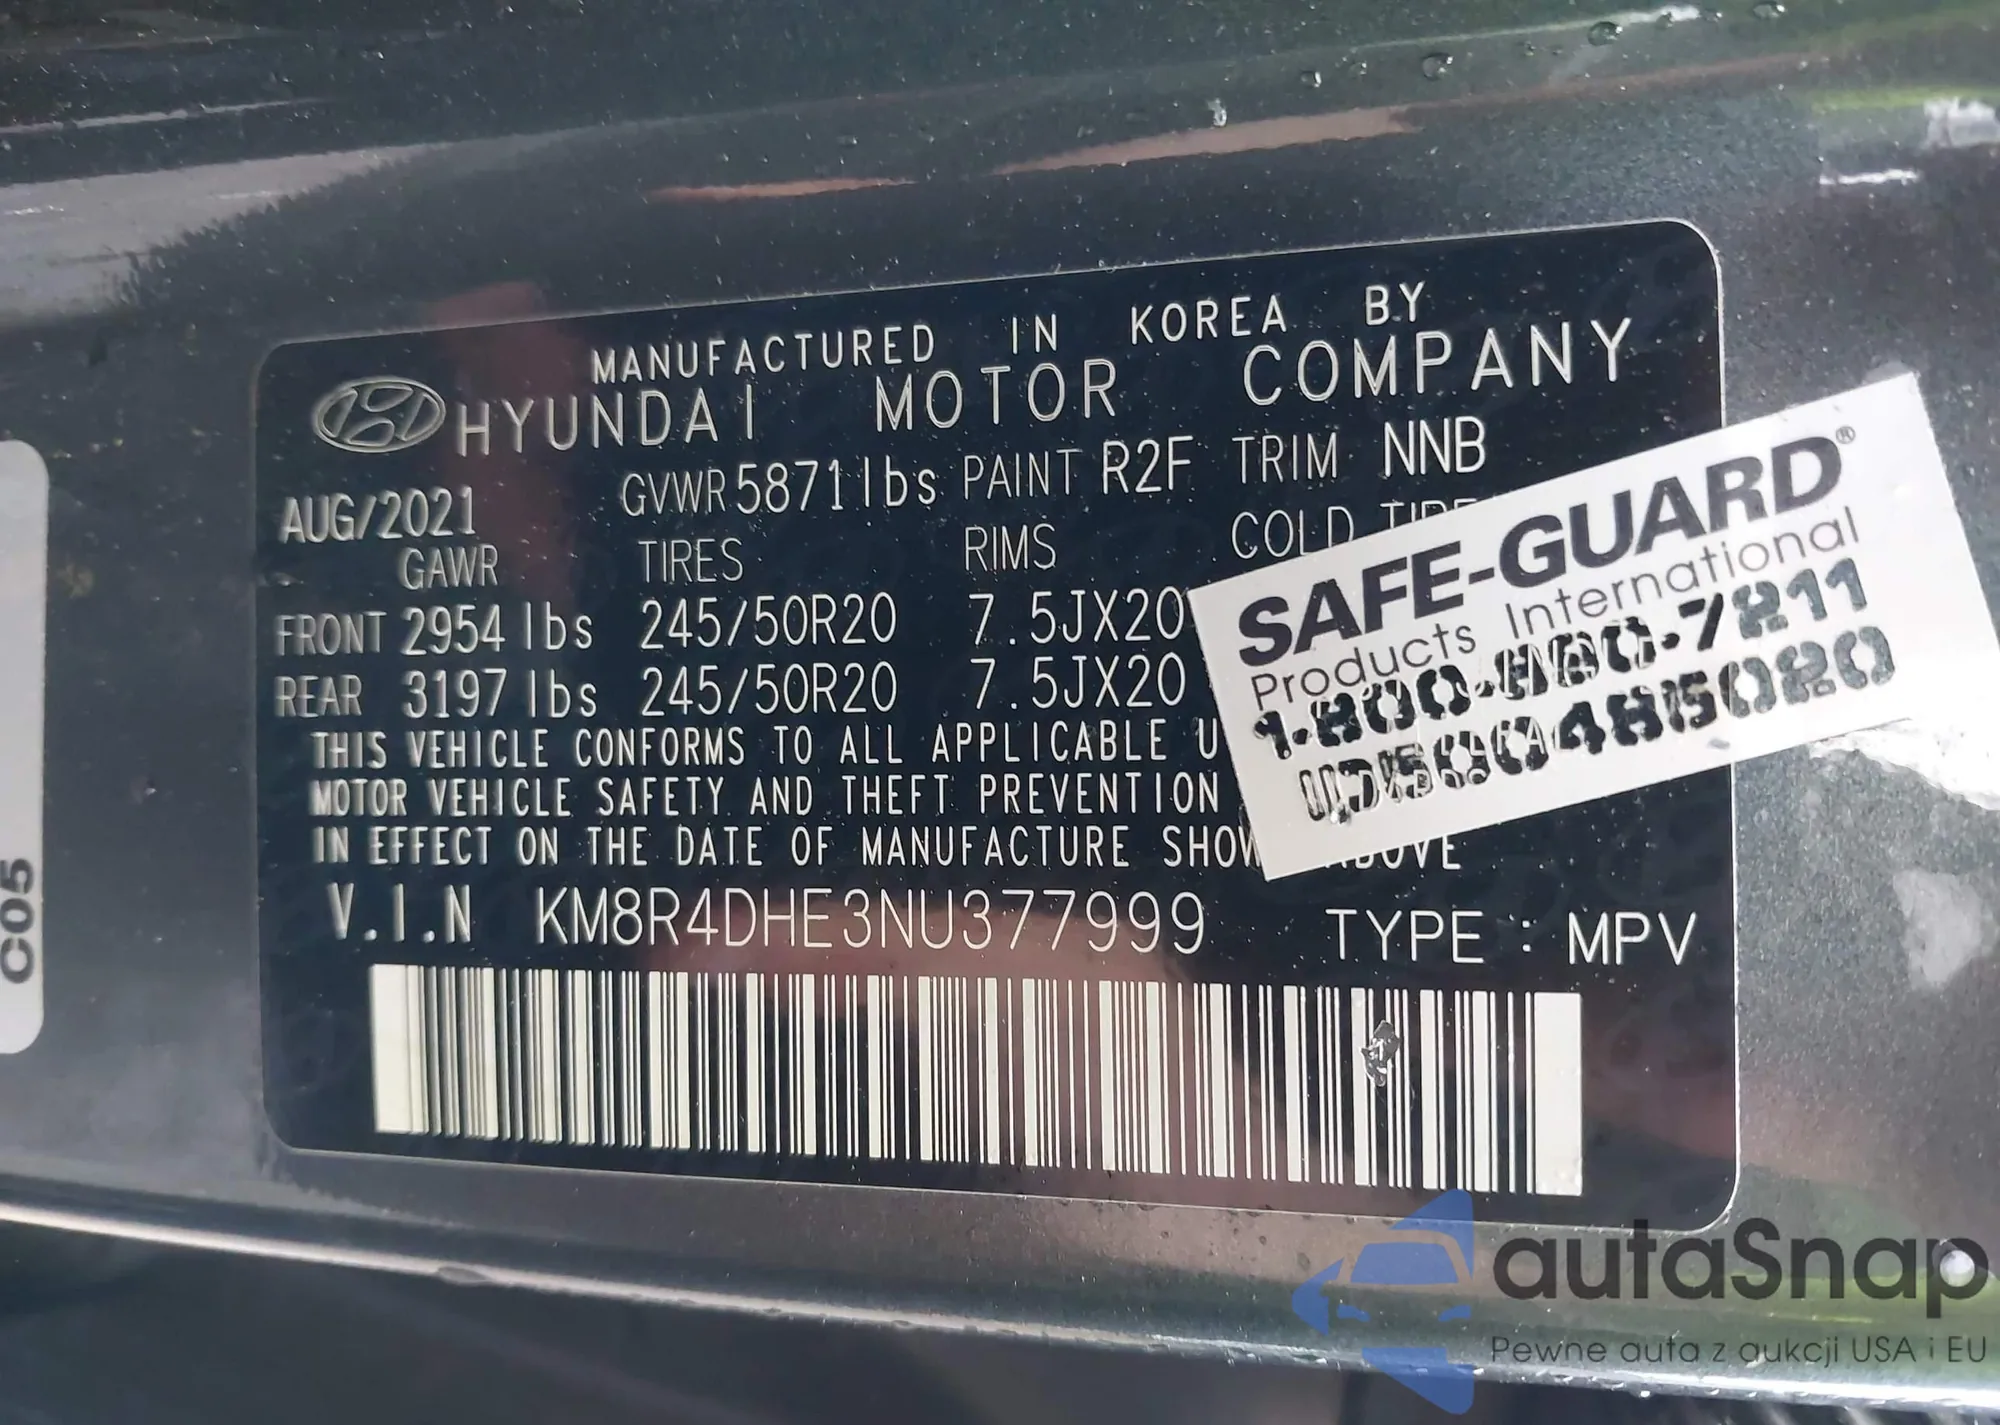 MANUFACTURED IN KOREA BY
HYUNDAI MOTOR COMPANY
AUG/2021 GVWR 5871lbs PAINT R2F TRIM NNB
GAWR TIRES RIMS COLD
FRONT 2954 lbs 245/50R20 7.5JX20
REAR 3197 lbs 245/50R20 7.5JX20
THIS VEHICLE CONFORMS TO ALL APPLICABLE U
MOTOR VEHICLE SAFETY AND THEFT PREVENTION
IN EFFECT ON THE DATE OF MANUFACTURE SHOW ABOVE
V.I.N KM8R4DHE3NU377999 TYPE : MPV
SAFE-GUARD®
Products International
C05
autaSnap
Pewne auta z aukcji USA i EU